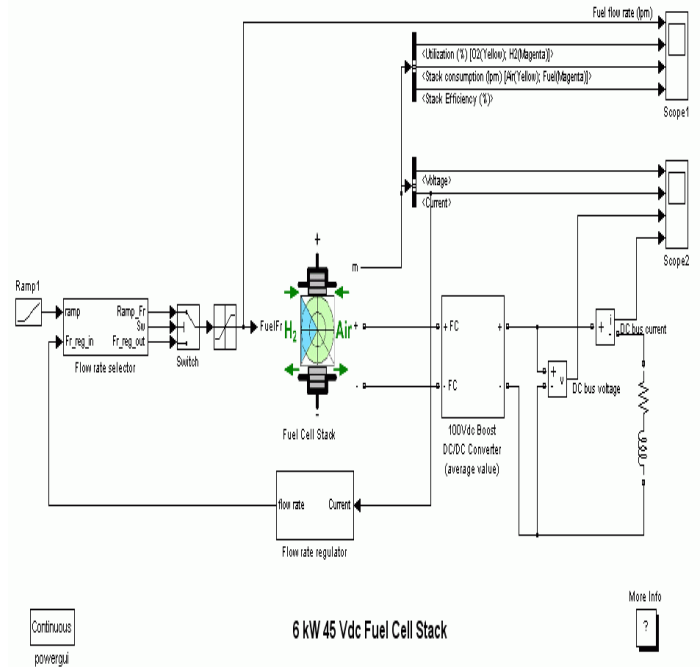 Fuel flow rate (lpm)
<Utilization (%) [O2(Yellow); H2(Magenta)]>
<Stack consumption (lpm) [Air(Yellow); Fuel(Magenta)]>
<Stack Efficiency (%)>
Scope1
<Voltage>
<Current>
Scope2
+
m
Ramp1
ramp
Fr_reg_in
Ramp_Fr
Sw
Fr_reg_out
Flow rate selector
Switch
FuelFr
H2
Air
+
-
-
Fuel Cell Stack
+ FC
- FC
+
-
100Vdc Boost
DC/DC Converter
(average value)
+
i
-
DC bus current
+
-
v
DC bus voltage
flow rate
Current
Flow rate regulator
Continuous
powergui
6 kW 45 Vdc Fuel Cell Stack
More Info
?